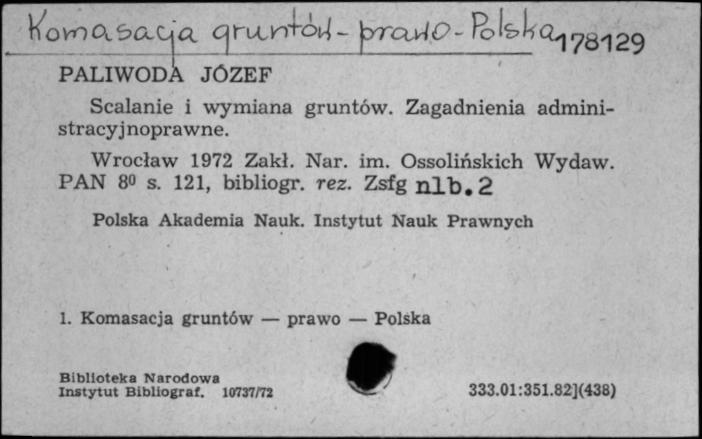 Komasacja gruntów - prawo - Polska 178129
PALIWODA JÓZEF
Scalanie i wymiana gruntów. Zagadnienia admini-
stracyjnoprawne.
Wrocław 1972 Zakł. Nar. im. Ossolińskich Wydaw.
PAN 8⁰ s. 121, bibliogr. rez. Zsfg nlb. 2
Polska Akademia Nauk. Instytut Nauk Prawnych
1. Komasacja gruntów — prawo — Polska
Biblioteka Narodowa
Instytut Bibliograf. 10737/72 333.01:351.82](438)